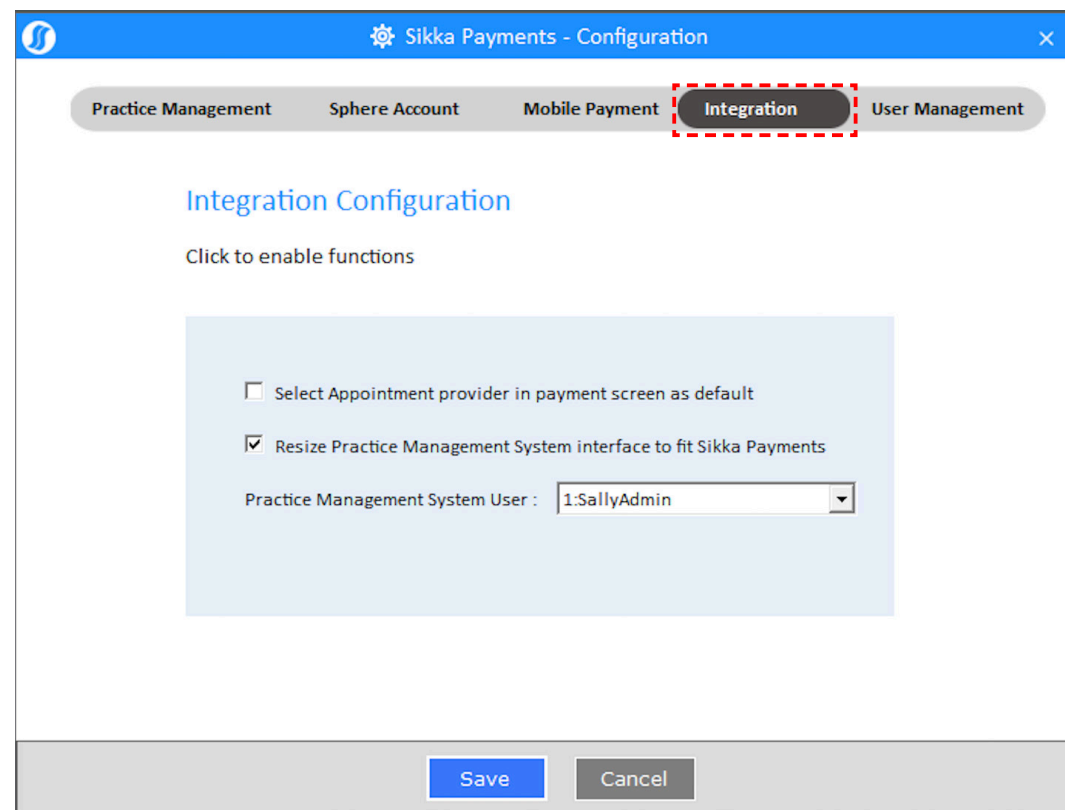 Sikka Payments - Configuration
Practice Management Sphere Account Mobile Payment Integration User Management
Integration Configuration
Click to enable functions
Select Appointment provider in payment screen as default
Resize Practice Management System interface to fit Sikka Payments
Practice Management System User : 1:SallyAdmin
Save Cancel